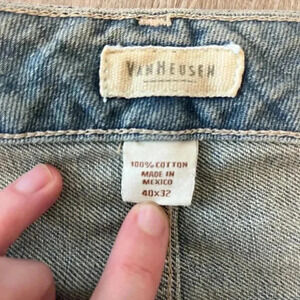 VANHEUSEN
100% COTTON
MADE IN
MEXICO
40X32